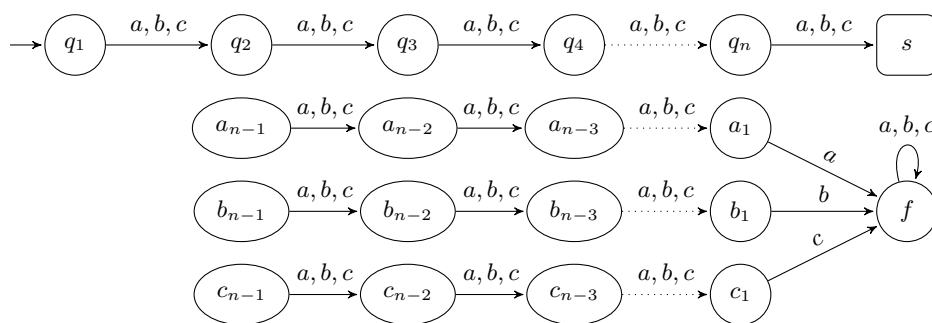 a, b, c a, b, c a, b, c a, b, c a, b, c
q1 q2 q3 q4 qn s
a, b, c a, b, c a, b, c a, b, c
an−1 an−2 an−3 a1 a
a, b, c a, b, c a, b, c b
bn−1 bn−2 bn−3 b1 f
a, b, c a, b, c a, b, c c
cn−1 cn−2 cn−3 c1